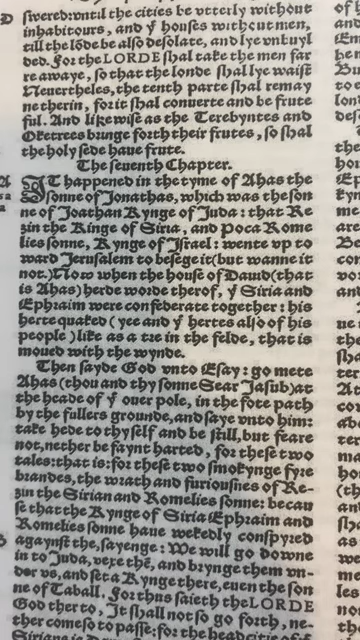 swered: vntil the cities be vtterly without
inhabitours, and yͤ houses without men,
till the lōde be also desolate, and lye vnbuyl
ded. For the LORDE shal take the men far
re awaye, so that the londe shal lye waist
Neuertheles, the tenth parte shal remay
ne therin, for it shal conuerte and be frute
ful. And likewise as the Terebyntes and
Oketrees bringe forth their frutes, so shal
the holy sede haue frute.
The seuenth Chapter.
IT happened in the tyme of Ahas the
sonne of Jonathas, which was the son
ne of Joathan Kynge of Juda: that Re
zin the Kinge of Siria, and Poca Rome
lies sonne, Kynge of Israel: wente vp to
ward Jerusalem to besege it (but wanne it
not.) Now when the house of Dauid (that
is Ahas) herde worde therof, yͭ Siria and
Ephraim were confederate together: his
herte quaked (yee and yͤ hertes also of his
people) like as a tre in the felde, that is
moued with the wynde.
Then sayde God vnto Esay: go mete
Ahas (thou and thy sonne Sear Jasub) at
the heade of yͤ ouer pole, in the fote path
by the fullers grounde, and saye vnto him:
take hede to thy self and be still, but feare
not, nether be faynt harted, for these two
tales: that is: for these two smokynge fyre
brandes, the wrath and furiousnes of Re-
zin the Sirian and Romelies sonne: becau
se that the Kynge of Siria Ephraim and
Romelies sonne haue wekedly conspyred
agaynst the, sayenge: We will go downe
in to Juda, vexe thē, and brynge them vn-
der vs, and set a Kynge there, euen the son
ne of Taball. For thus saieth the LORDE
God ther to, It shall not so go forth, ne-
ther come so to passe: for the head citie of